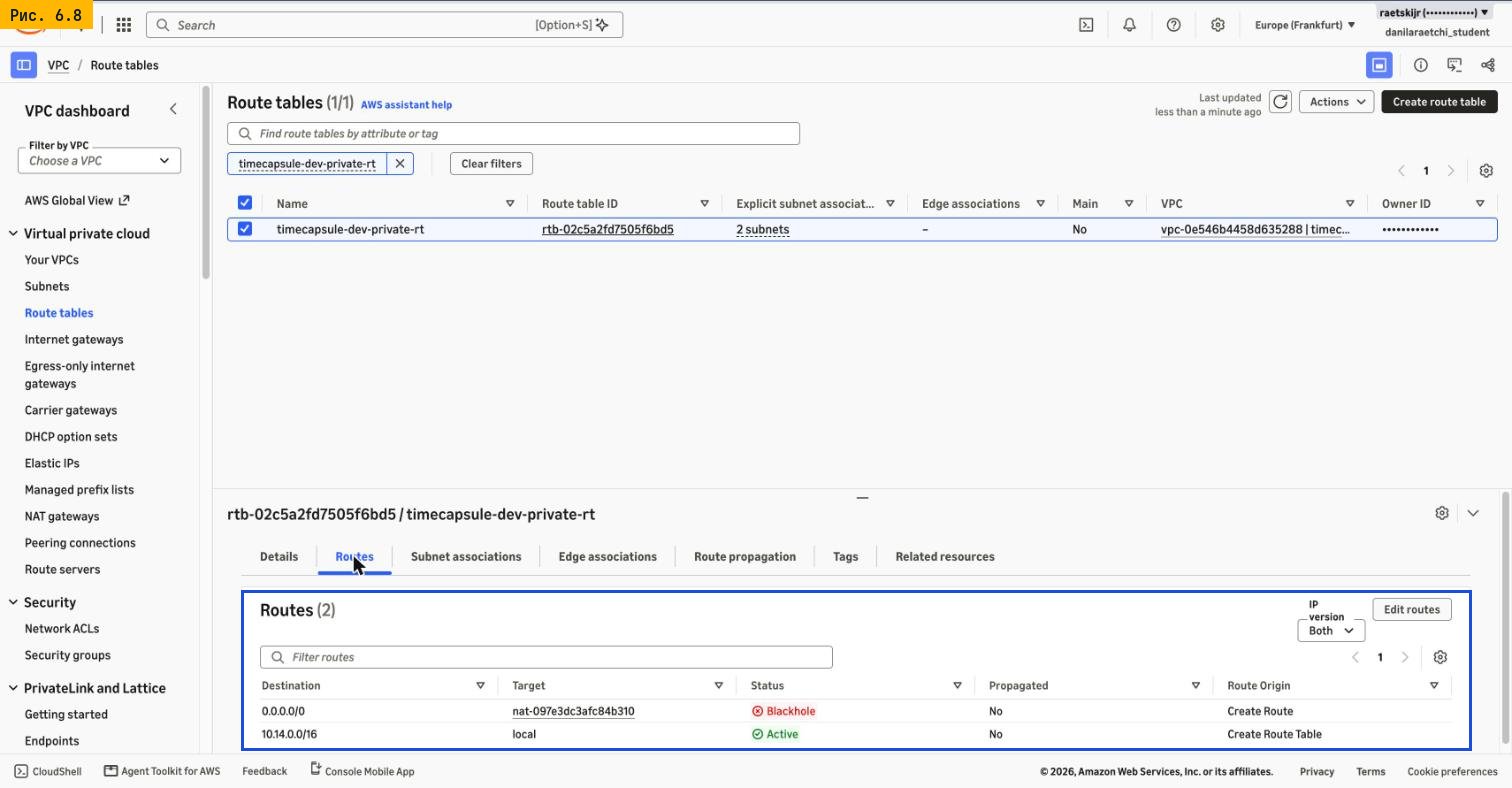 Рис. 6.8
Search [Option+S] Europe (Frankfurt) raetskijr (••••••••••••)
danilaraetchi_student
VPC / Route tables
VPC dashboard
Filter by VPC
Choose a VPC
AWS Global View
Virtual private cloud
Your VPCs
Subnets
Route tables
Internet gateways
Egress-only internet
gateways
Carrier gateways
DHCP option sets
Elastic IPs
Managed prefix lists
NAT gateways
Peering connections
Route servers
Security
Network ACLs
Security groups
PrivateLink and Lattice
Getting started
Endpoints
Route tables (1/1) AWS assistant help
Last updated
less than a minute ago
Actions Create route table
Find route tables by attribute or tag
timecapsule-dev-private-rt Clear filters
1
Name Route table ID Explicit subnet associat... Edge associations Main VPC Owner ID
timecapsule-dev-private-rt rtb-02c5a2fd7505f6bd5 2 subnets – No vpc-0e546b4458d635288 | timec... ••••••••••••
rtb-02c5a2fd7505f6bd5 / timecapsule-dev-private-rt
Details Routes Subnet associations Edge associations Route propagation Tags Related resources
Routes (2)
IP
version
Both
Edit routes
Filter routes
1
Destination Target Status Propagated Route Origin
0.0.0.0/0 nat-097e3dc3afc84b310 Blackhole No Create Route
10.14.0.0/16 local Active No Create Route Table
CloudShell Agent Toolkit for AWS Feedback Console Mobile App © 2026, Amazon Web Services, Inc. or its affiliates. Privacy Terms Cookie preferences